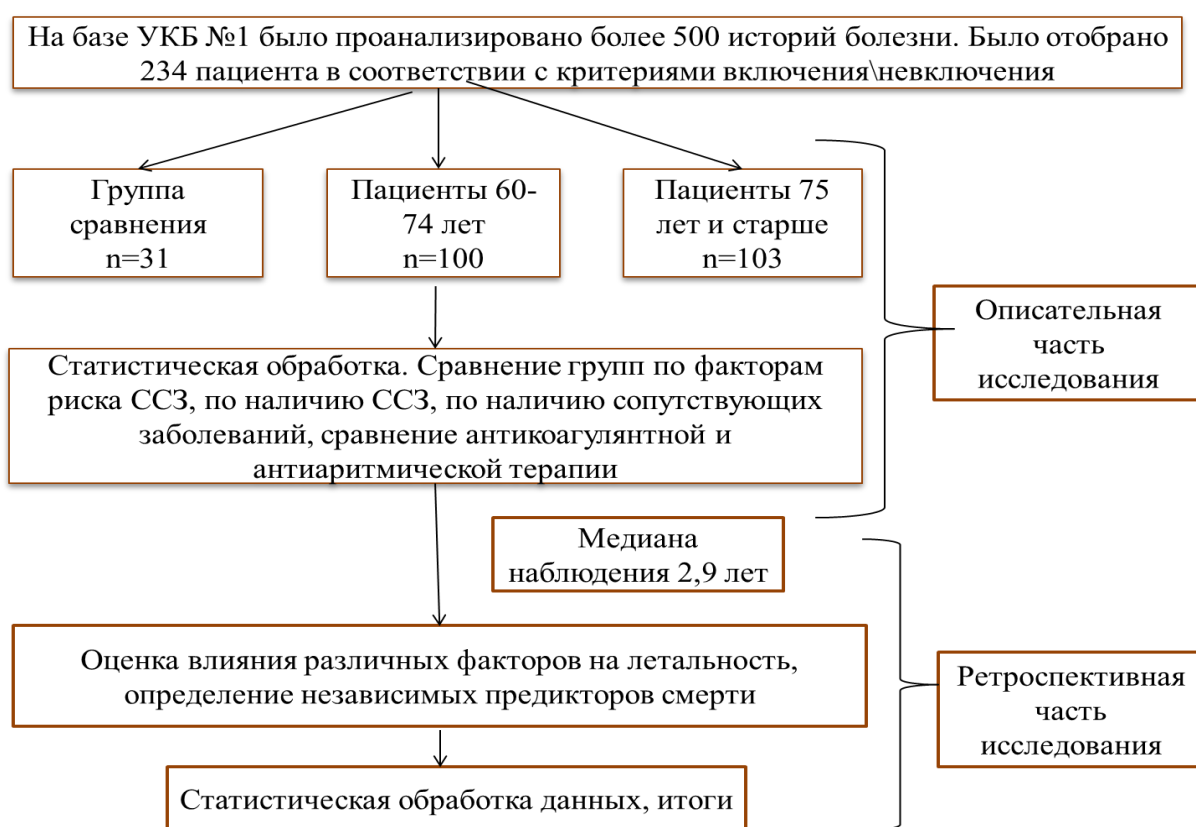 На базе УКБ №1 было проанализировано более 500 историй болезни. Было отобрано
234 пациента в соответствии с критериями включения\невключения
Группа
сравнения
n=31
Пациенты 60-
74 лет
n=100
Пациенты 75
лет и старше
n=103
Описательная
часть
исследования
Статистическая обработка. Сравнение групп по факторам
риска ССЗ, по наличию ССЗ, по наличию сопутствующих
заболеваний, сравнение антикоагулянтной и
антиаритмической терапии
Медиана
наблюдения 2,9 лет
Оценка влияния различных факторов на летальность,
определение независимых предикторов смерти
Ретроспективная
часть
исследования
Статистическая обработка данных, итоги